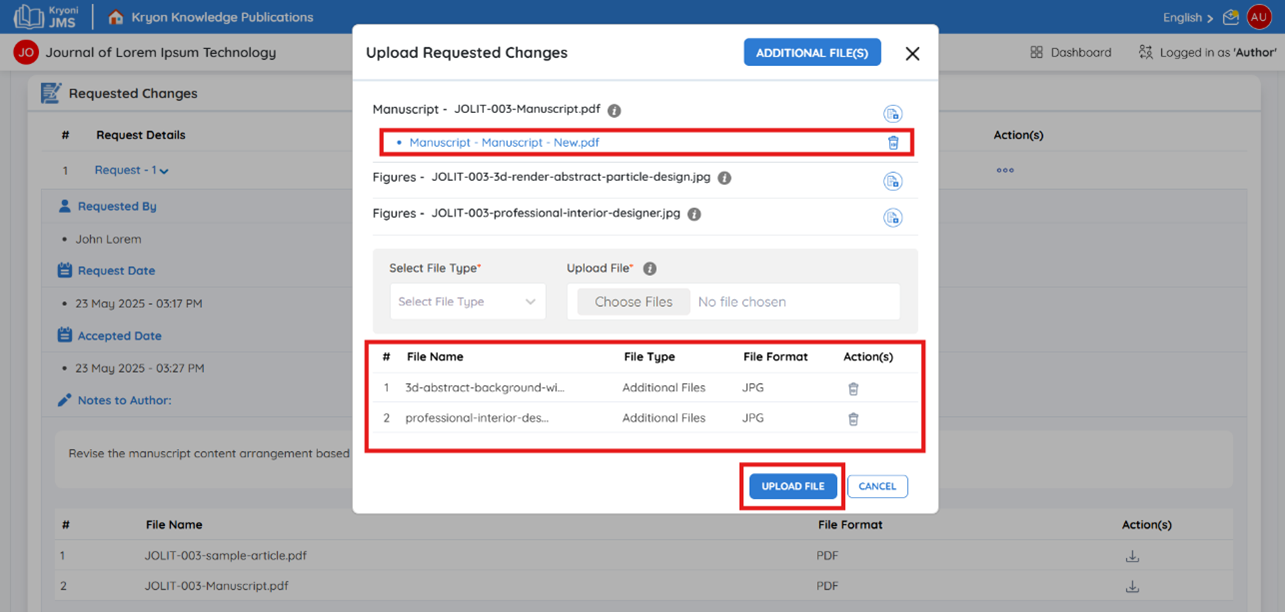 Kryoni
JMS
Kryon Knowledge Publications
English
AU
JO
Journal of Lorem Ipsum Technology
Dashboard
Logged in as 'Author'
Requested Changes
# Request Details Action(s)
1 Request - 1
Requested By
• John Lorem
Request Date
• 23 May 2025 - 03:17 PM
Accepted Date
• 23 May 2025 - 03:27 PM
Notes to Author:
Revise the manuscript content arrangement based
# File Name File Format Action(s)
1 JOLIT-003-sample-article.pdf PDF
2 JOLIT-003-Manuscript.pdf PDF
Upload Requested Changes
ADDITIONAL FILE(S)
Manuscript - JOLIT-003-Manuscript.pdf
• Manuscript - Manuscript - New.pdf
Figures - JOLIT-003-3d-render-abstract-particle-design.jpg
Figures - JOLIT-003-professional-interior-designer.jpg
Select File Type* Upload File*
Select File Type Choose Files No file chosen
# File Name File Type File Format Action(s)
1 3d-abstract-background-wi... Additional Files JPG
2 professional-interior-des... Additional Files JPG
UPLOAD FILE CANCEL